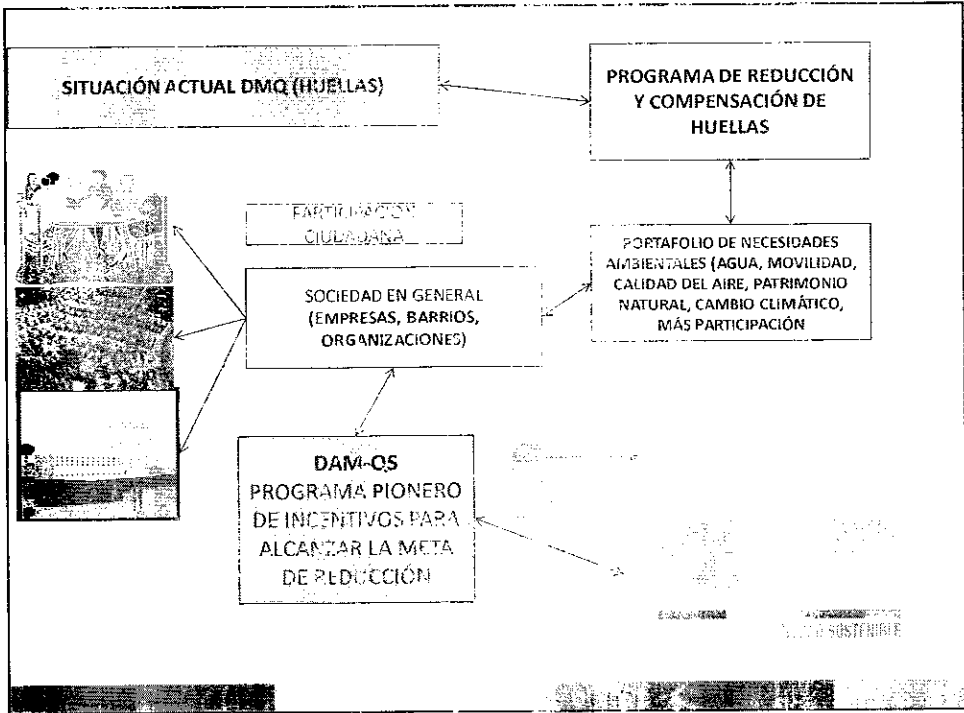 SITUACIÓN ACTUAL DMQ (HUELLAS)
PROGRAMA DE REDUCCIÓN
Y COMPENSACIÓN DE
HUELLAS
PARTICIPACIÓN
CIUDADANA
PORTAFOLIO DE NECESIDADES
AMBIENTALES (AGUA, MOVILIDAD,
CALIDAD DEL AIRE, PATRIMONIO
NATURAL, CAMBIO CLIMÁTICO,
MÁS PARTICIPACIÓN
SOCIEDAD EN GENERAL
(EMPRESAS, BARRIOS,
ORGANIZACIONES)
DAM-QS
PROGRAMA PIONERO
DE INCENTIVOS PARA
ALCANZAR LA META
DE REDUCCIÓN
SOSTENIBLE